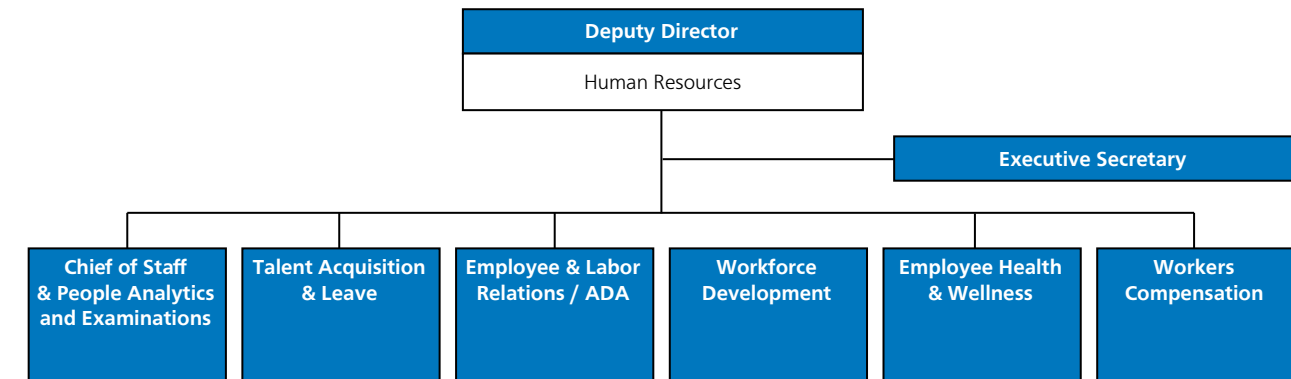 Deputy Director
Human Resources
Executive Secretary
Chief of Staff
& People Analytics
and Examinations
Talent Acquisition
& Leave
Employee & Labor
Relations / ADA
Workforce
Development
Employee Health
& Wellness
Workers
Compensation